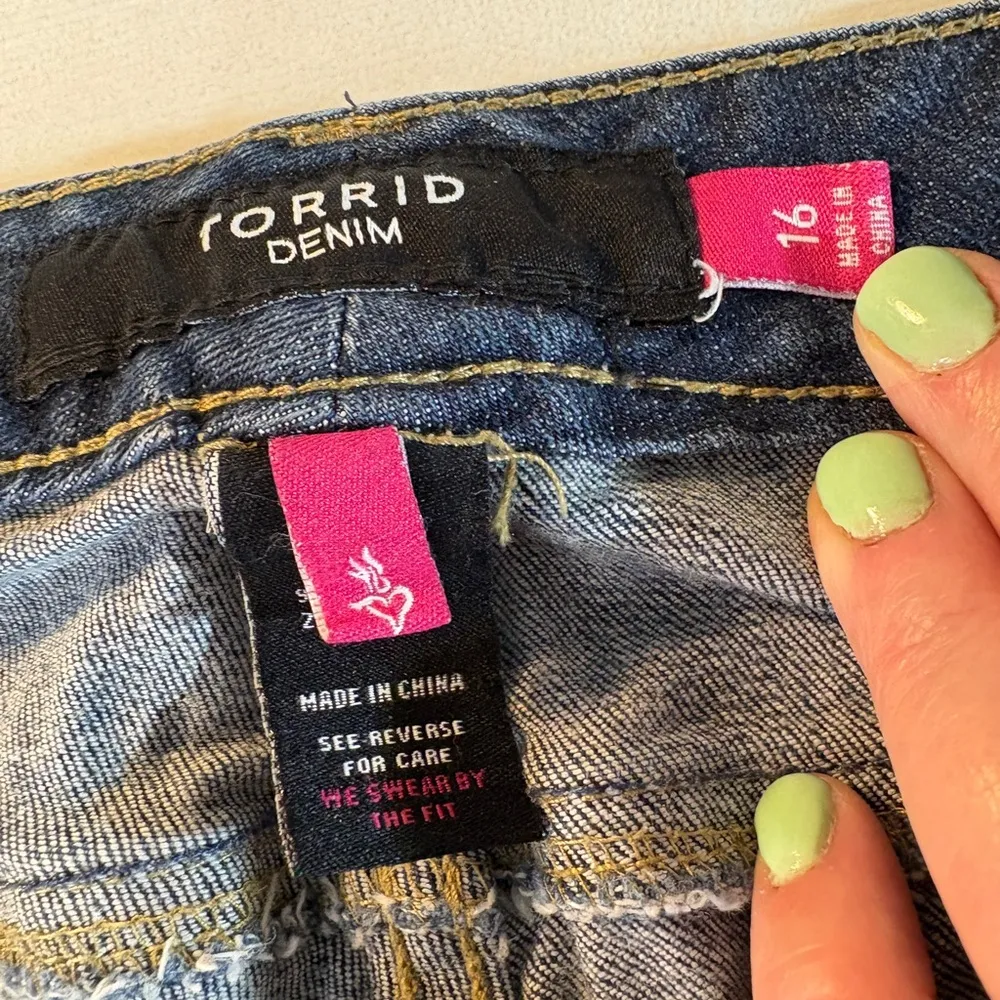 TORRID
DENIM
16
MADE IN
CHINA
MADE IN CHINA
SEE REVERSE
FOR CARE
WE SWEAR BY
THE FIT